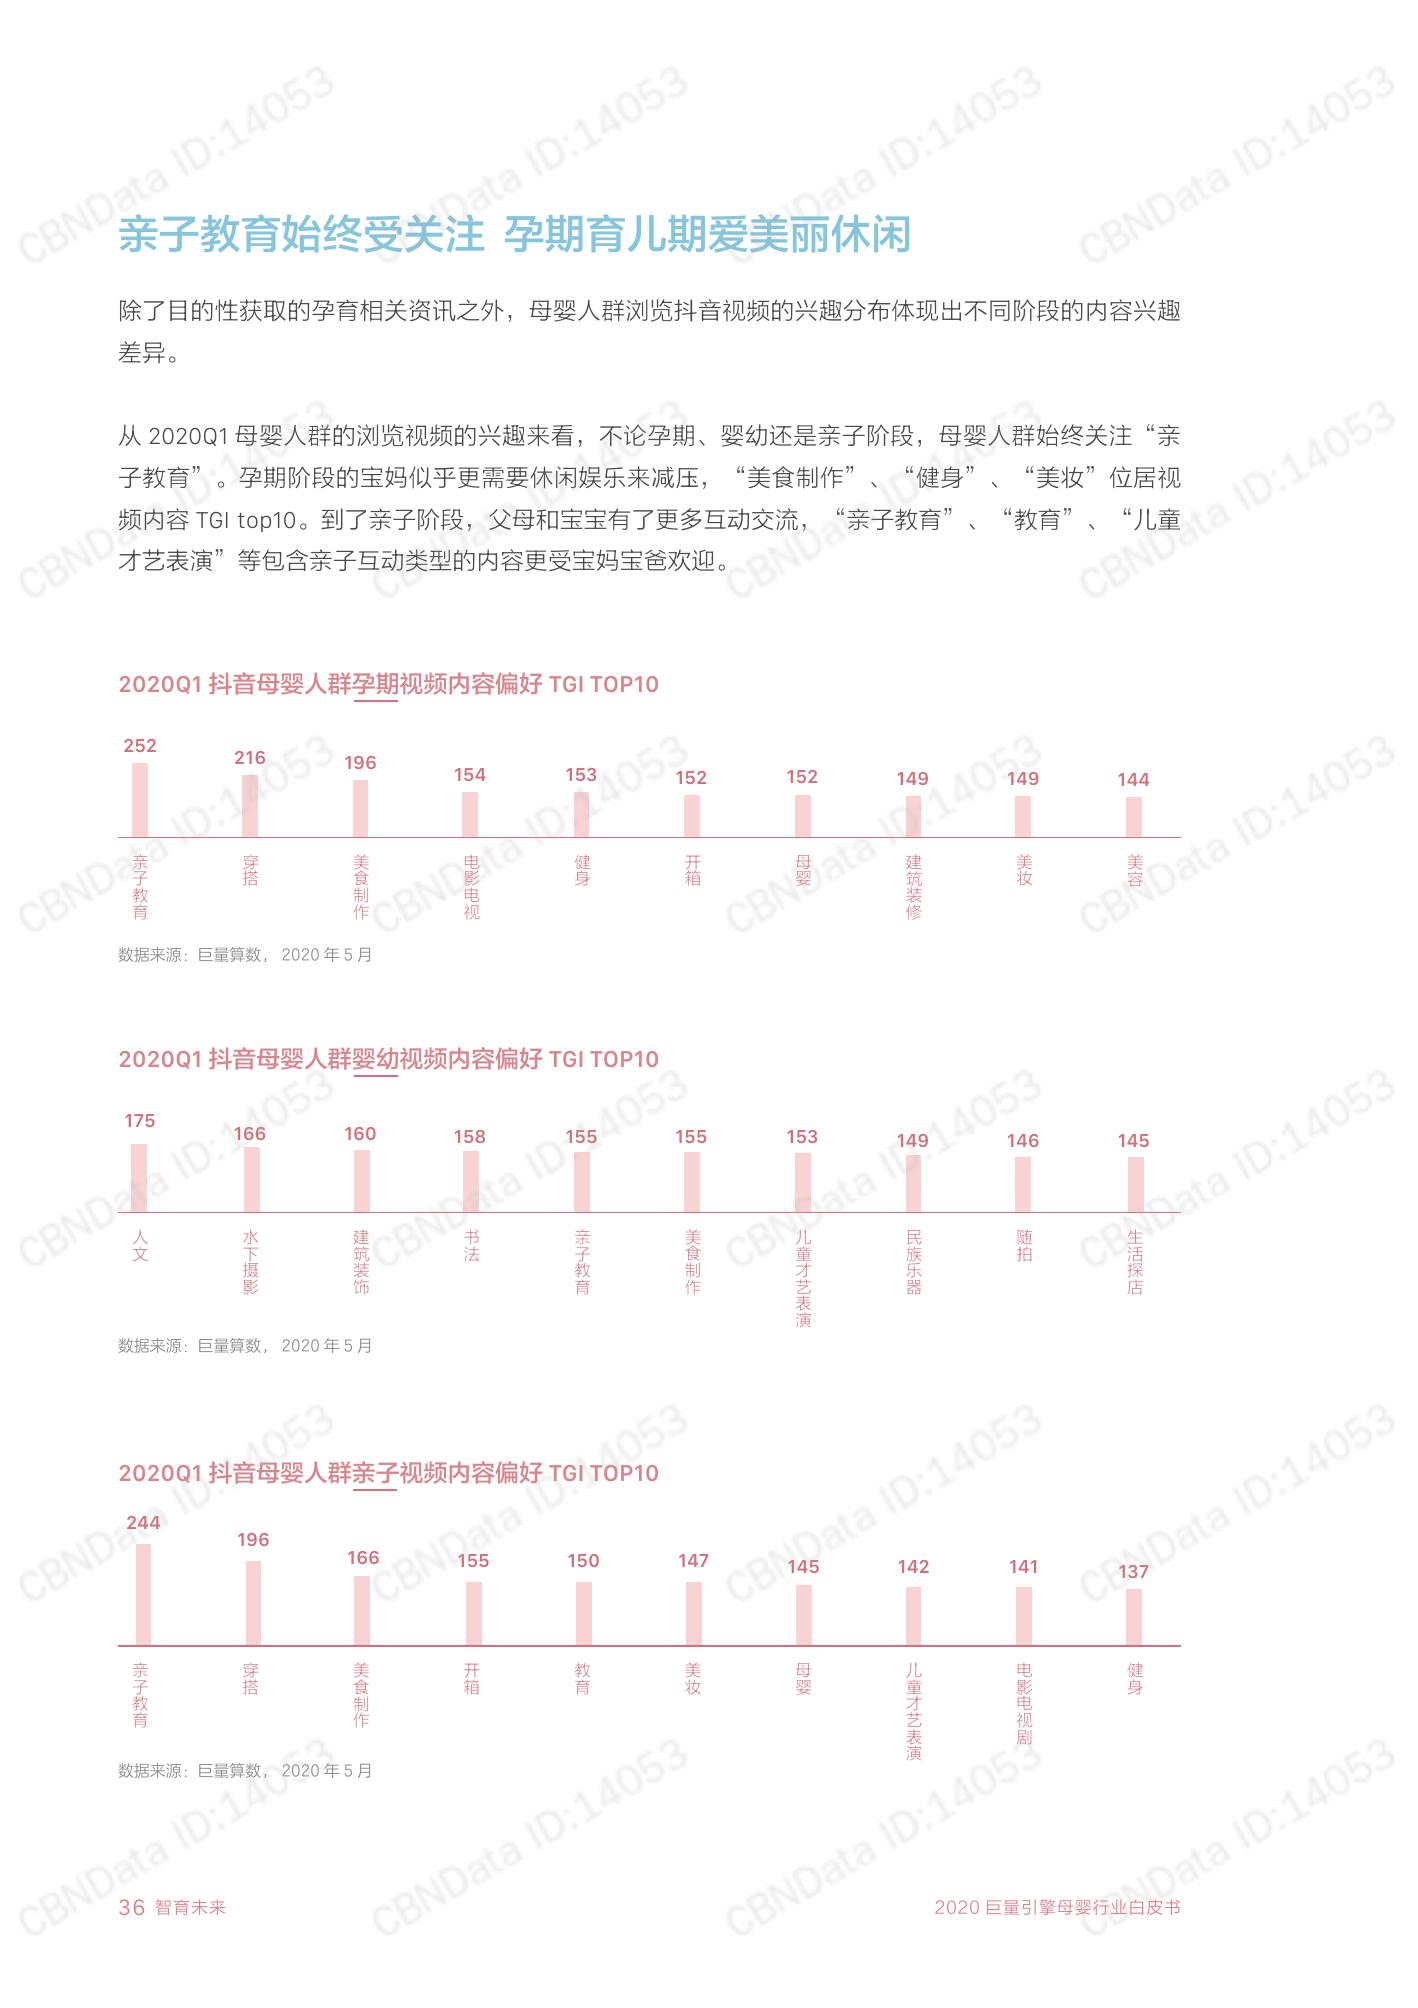 亲子教育始终受关注 孕期育儿期爱美丽休闲
除了目的性获取的孕育相关资讯之外，母婴人群浏览抖音视频的兴趣分布体现出不同阶段的内容兴趣
差异。
从 2020Q1 母婴人群的浏览视频的兴趣来看，不论孕期、婴幼还是亲子阶段，母婴人群始终关注“亲
子教育”。孕期阶段的宝妈似乎更需要休闲娱乐来减压，“美食制作”、“健身”、“美妆”位居视
频内容 TGI top10。到了亲子阶段，父母和宝宝有了更多互动交流，“亲子教育”、“教育”、“儿童
才艺表演”等包含亲子互动类型的内容更受宝妈宝爸欢迎。
2020Q1 抖音母婴人群孕期视频内容偏好 TGI TOP10
252 216 196 154 153 152 152 149 149 144
亲子教育 穿搭 美食制作 电影电视 健身 开箱 母婴 建筑装修 美妆 美容
数据来源：巨量算数， 2020 年 5 月
2020Q1 抖音母婴人群婴幼视频内容偏好 TGI TOP10
175 166 160 158 155 155 153 149 146 145
人文 水下摄影 建筑装饰 书法 亲子教育 美食制作 儿童才艺表演 民族乐器 随拍 生活探店
数据来源：巨量算数， 2020 年 5 月
2020Q1 抖音母婴人群亲子视频内容偏好 TGI TOP10
244 196 166 155 150 147 145 142 141 137
亲子教育 穿搭 美食制作 开箱 教育 美妆 母婴 儿童才艺表演 电影电视剧 健身
数据来源：巨量算数， 2020 年 5 月
36 智育未来
2020 巨量引擎母婴行业白皮书
CBNData ID:14053